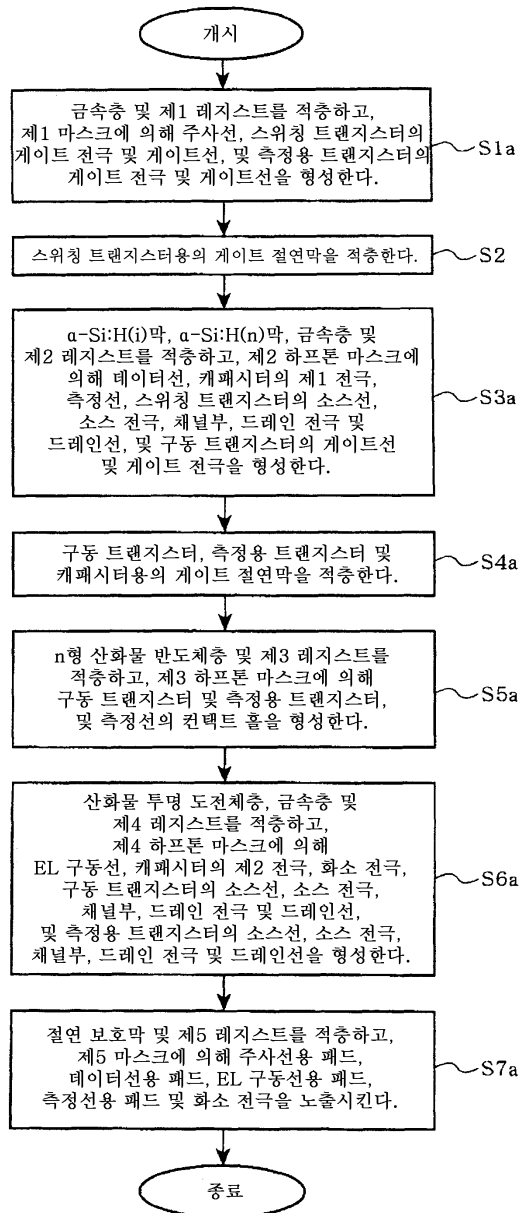 개시
금속층 및 제1 레지스트를 적층하고,
제1 마스크에 의해 주사선, 스위칭 트랜지스터의
게이트 전극 및 게이트선, 및 측정용 트랜지스터의
게이트 전극 및 게이트선을 형성한다.
S1a
스위칭 트랜지스터용의 게이트 절연막을 적층한다.
S2
α-Si:H(i)막, α-Si:H(n)막, 금속층 및
제2 레지스트를 적층하고, 제2 하프톤 마스크에
의해 데이터선, 캐패시터의 제1 전극,
측정선, 스위칭 트랜지스터의 소스선,
소스 전극, 채널부, 드레인 전극 및
드레인선, 및 구동 트랜지스터의 게이트선
및 게이트 전극을 형성한다.
S3a
구동 트랜지스터, 측정용 트랜지스터 및
캐패시터용의 게이트 절연막을 적층한다.
S4a
n형 산화물 반도체층 및 제3 레지스트를
적층하고, 제3 하프톤 마스크에 의해
구동 트랜지스터 및 측정용 트랜지스터,
및 측정선의 컨택트 홀을 형성한다.
S5a
산화물 투명 도전체층, 금속층 및
제4 레지스트를 적층하고,
제4 하프톤 마스크에 의해
EL 구동선, 캐패시터의 제2 전극, 화소 전극,
구동 트랜지스터의 소스선, 소스 전극,
채널부, 드레인 전극 및 드레인선,
및 측정용 트랜지스터의 소스선, 소스 전극,
채널부, 드레인 전극 및 드레인선을 형성한다.
S6a
절연 보호막 및 제5 레지스트를 적층하고,
제5 마스크에 의해 주사선용 패드,
데이터선용 패드, EL 구동선용 패드,
측정선용 패드 및 화소 전극을 노출시킨다.
S7a
종료